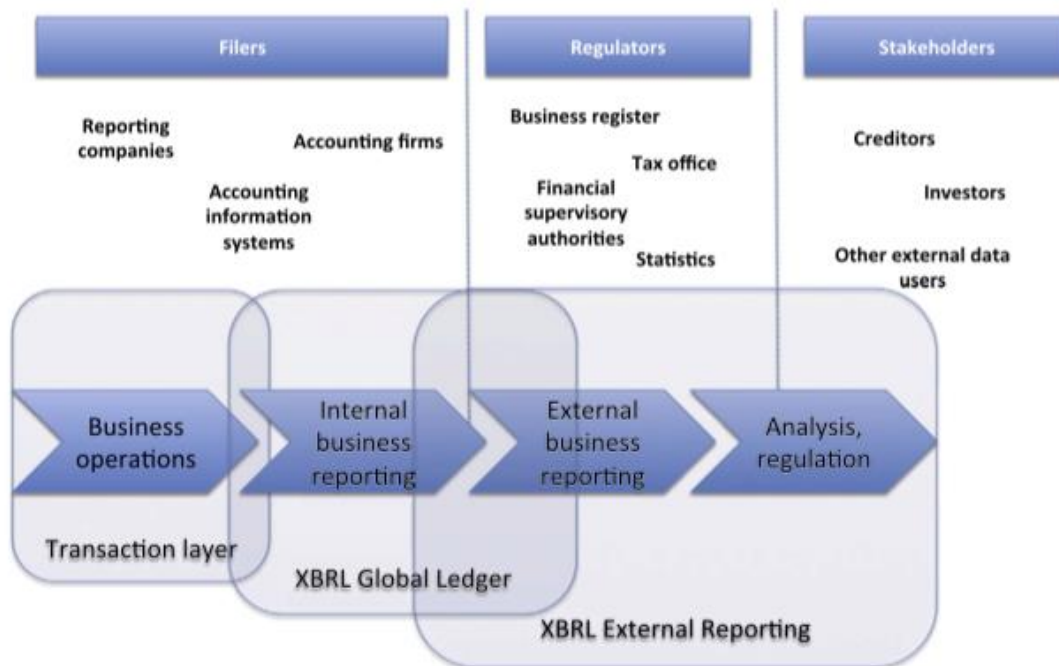 Filers
Regulators
Stakeholders
Reporting
companies
Accounting firms
Accounting
information
systems
Business register
Tax office
Financial
supervisory
authorities
Statistics
Creditors
Investors
Other external data
users
Business
operations
Internal
business
reporting
External
business
reporting
Analysis,
regulation
Transaction layer
XBRL Global Ledger
XBRL External Reporting